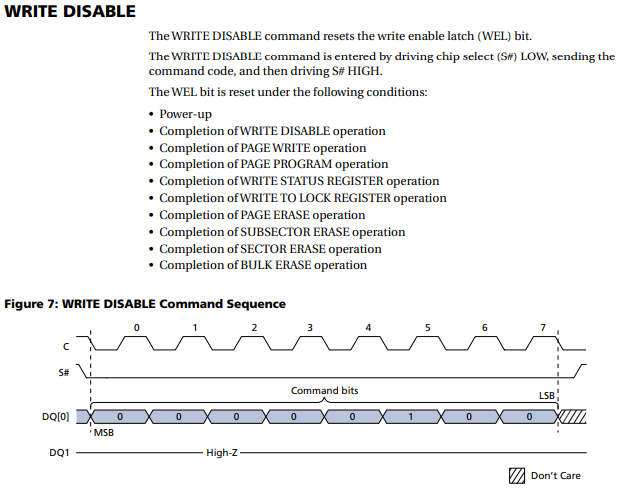 WRITE DISABLE
The WRITE DISABLE command resets the write enable latch (WEL) bit.
The WRITE DISABLE command is entered by driving chip select (S#) LOW, sending the
command code, and then driving S# HIGH.
The WEL bit is reset under the following conditions:
• Power-up
• Completion of WRITE DISABLE operation
• Completion of PAGE WRITE operation
• Completion of PAGE PROGRAM operation
• Completion of WRITE STATUS REGISTER operation
• Completion of WRITE TO LOCK REGISTER operation
• Completion of PAGE ERASE operation
• Completion of SUBSECTOR ERASE operation
• Completion of SECTOR ERASE operation
• Completion of BULK ERASE operation
Figure 7: WRITE DISABLE Command Sequence
0 1 2 3 4 5 6 7
C
S#
Command bits
LSB
DQ[0] 0 0 0 0 0 1 0 0
MSB
DQ1 High-Z
Don't Care